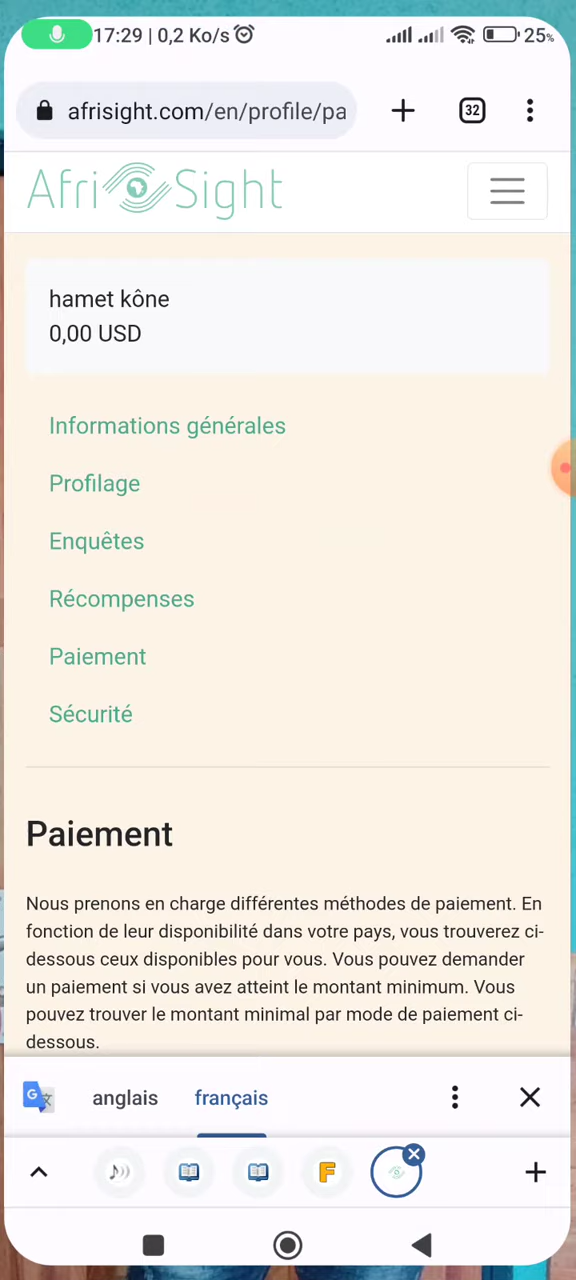 17:29 | 0,2 Ko/s
25%
afrisight.com/en/profile/pa
32
Afri Sight
hamet kône
0,00 USD
Informations générales
Profilage
Enquêtes
Récompenses
Paiement
Sécurité
Paiement
Nous prenons en charge différentes méthodes de paiement. En
fonction de leur disponibilité dans votre pays, vous trouverez ci-
dessous ceux disponibles pour vous. Vous pouvez demander
un paiement si vous avez atteint le montant minimum. Vous
pouvez trouver le montant minimal par mode de paiement ci-
dessous.
G
anglais
français
F